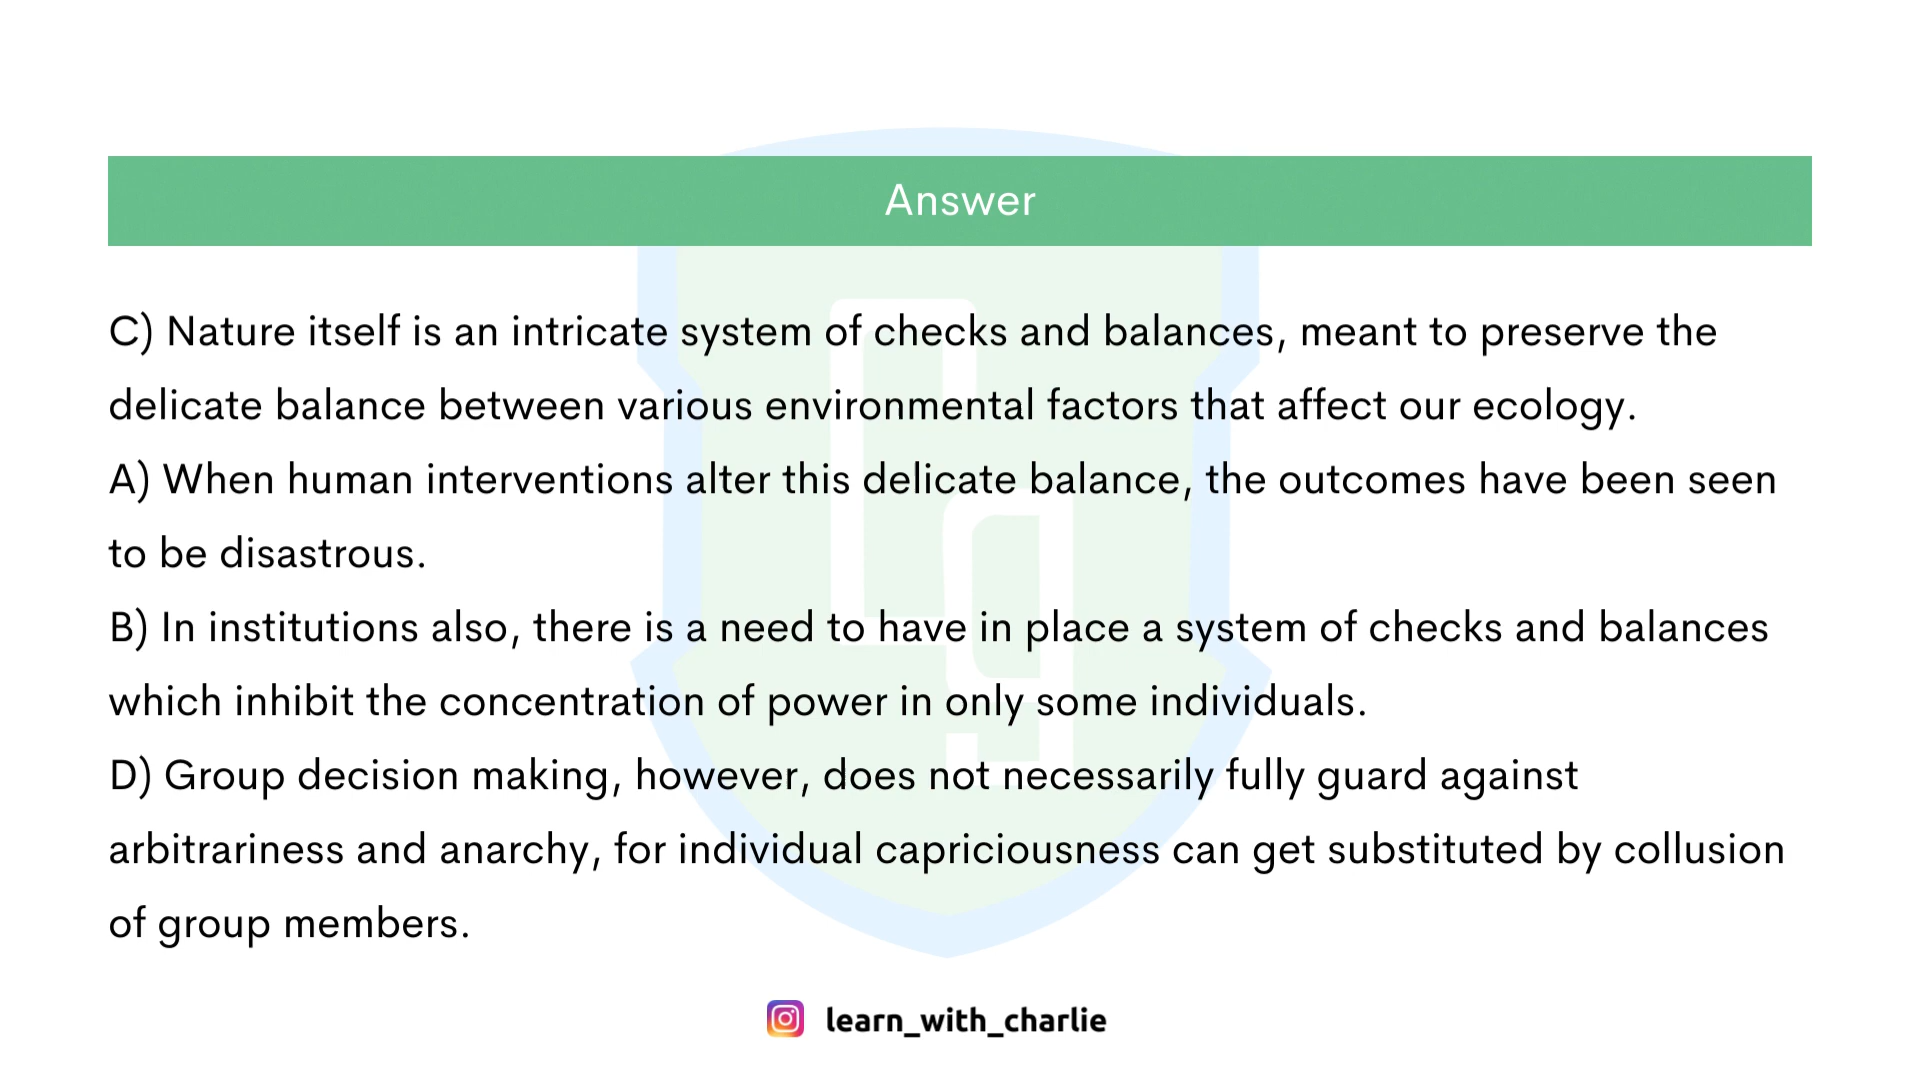 Answer
C) Nature itself is an intricate system of checks and balances, meant to preserve the
delicate balance between various environmental factors that affect our ecology.
A) When human interventions alter this delicate balance, the outcomes have been seen
to be disastrous.
B) In institutions also, there is a need to have in place a system of checks and balances
which inhibit the concentration of power in only some individuals.
D) Group decision making, however, does not necessarily fully guard against
arbitrariness and anarchy, for individual capriciousness can get substituted by collusion
of group members.
learn_with_charlie